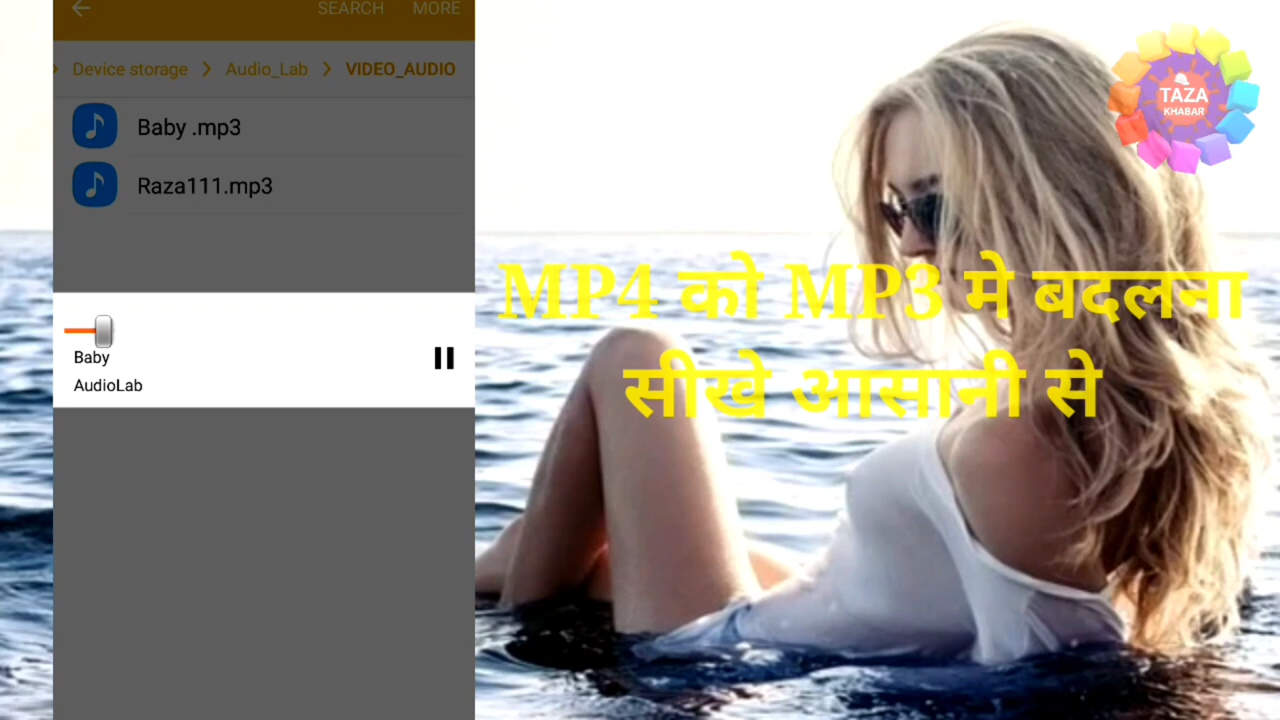 SEARCH MORE
Device storage > Audio_Lab > VIDEO_AUDIO
Baby .mp3
Raza111.mp3
Baby
AudioLab
TAZA
KHABAR
MP4 को MP3 मे बदलना
सीखे आसानी से